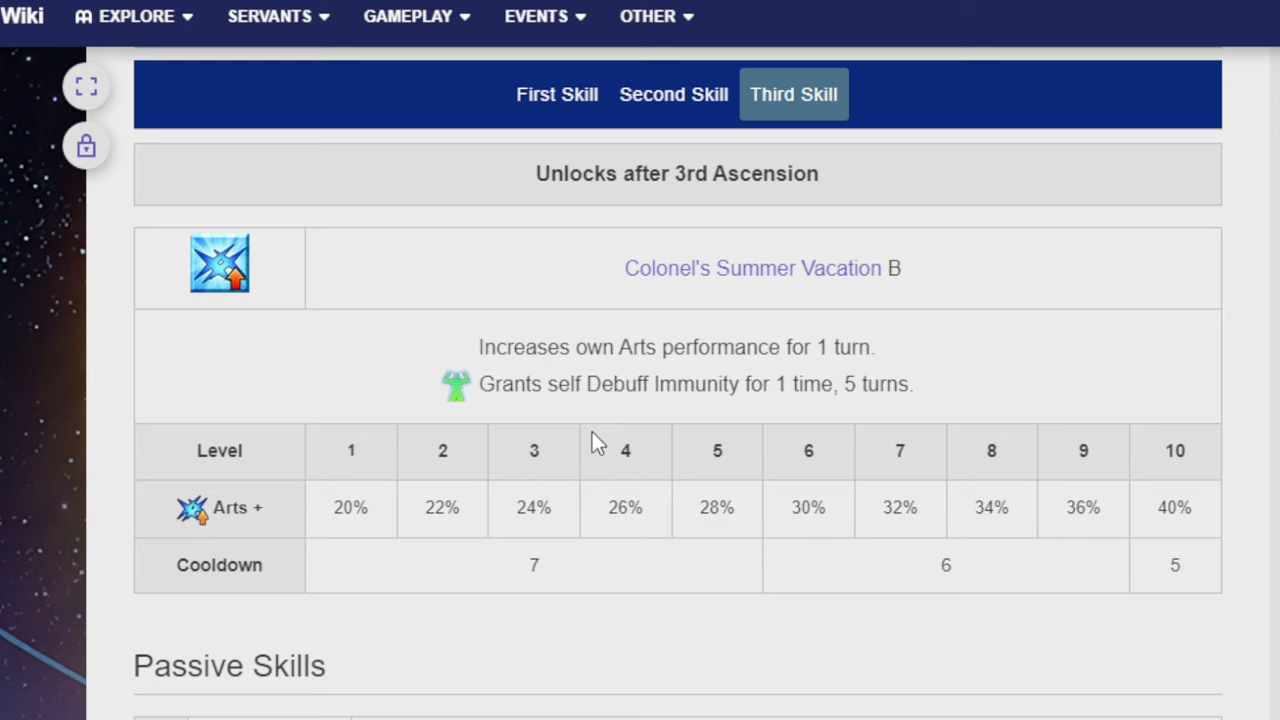 Wiki EXPLORE SERVANTS GAMEPLAY EVENTS OTHER
First Skill Second Skill Third Skill
Unlocks after 3rd Ascension
Colonel's Summer Vacation B
Increases own Arts performance for 1 turn.
Grants self Debuff Immunity for 1 time, 5 turns.
Level 1 2 3 4 5 6 7 8 9 10
Arts + 20% 22% 24% 26% 28% 30% 32% 34% 36% 40%
Cooldown 7 6 5
Passive Skills